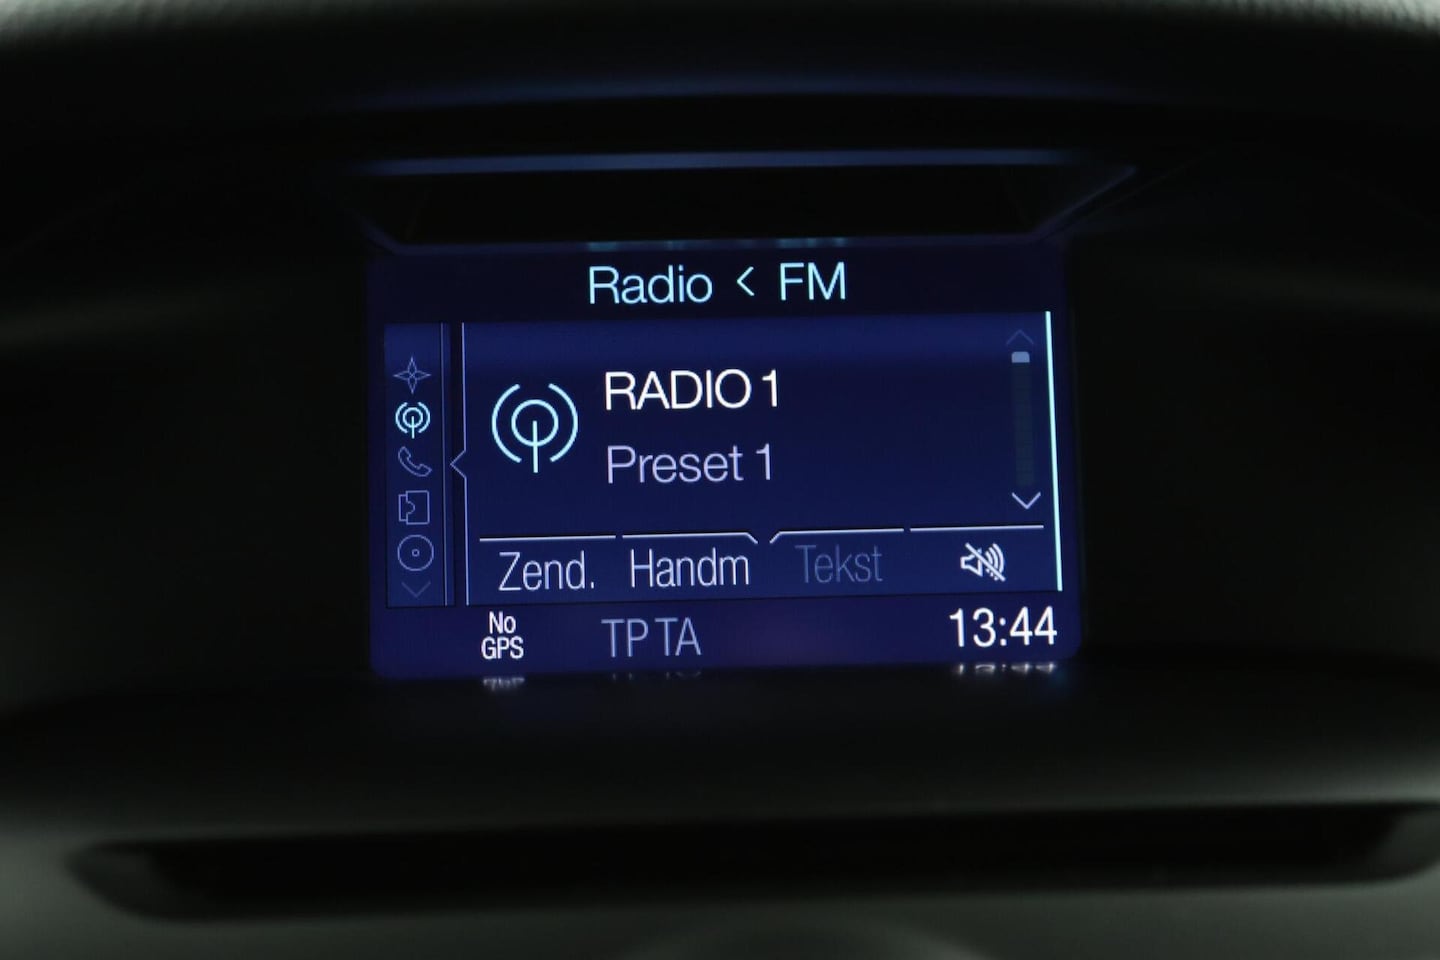 Radio < FM
RADIO 1
Preset 1
Zend. Handm Tekst
No
GPS
TP TA 13:44